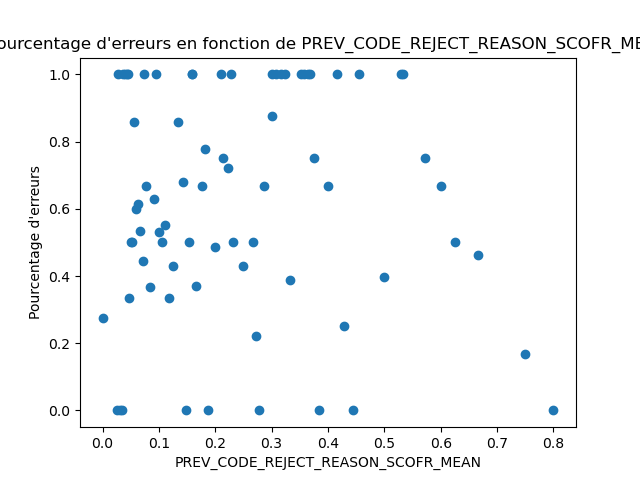 ourcentage d'erreurs en fonction de PREV_CODE_REJECT_REASON_SCOFR_ME
Pourcentage d'erreurs
1.0
0.8
0.6
0.4
0.2
0.0
0.0 0.1 0.2 0.3 0.4 0.5 0.6 0.7 0.8
PREV_CODE_REJECT_REASON_SCOFR_MEAN